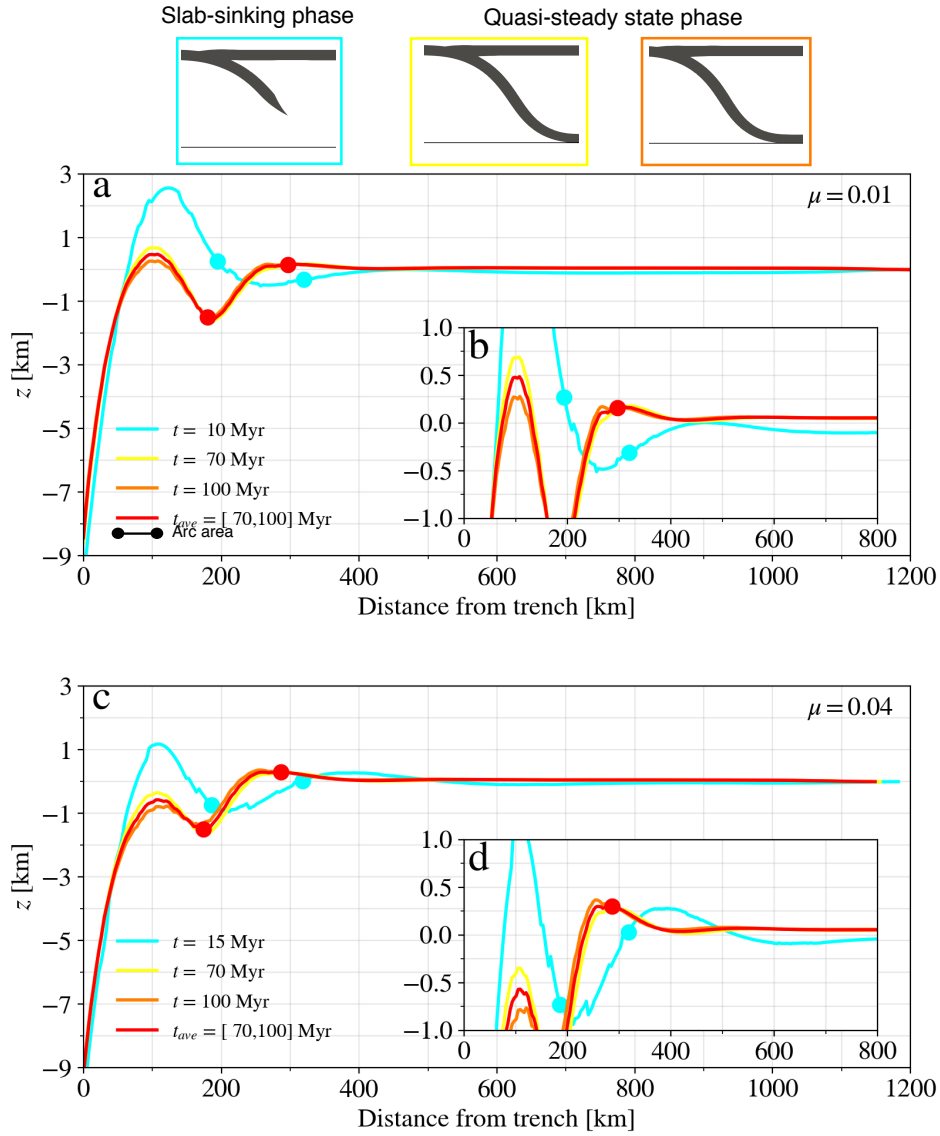 Slab-sinking phase
Quasi-steady state phase
a
μ = 0.01
3
1
−1
−3
−5
−7
−9
z [km]
t = 10 Myr
t = 70 Myr
t = 100 Myr
t_ave = [ 70,100] Myr
Arc area
b
1.0
0.5
0.0
−0.5
−1.0
0 200 400 600 800
0 200 400 600 800 1000 1200
Distance from trench [km]
c
μ = 0.04
3
1
−1
−3
−5
−7
−9
z [km]
t = 15 Myr
t = 70 Myr
t = 100 Myr
t_ave = [ 70,100] Myr
d
1.0
0.5
0.0
−0.5
−1.0
0 200 400 600 800
0 200 400 600 800 1000 1200
Distance from trench [km]